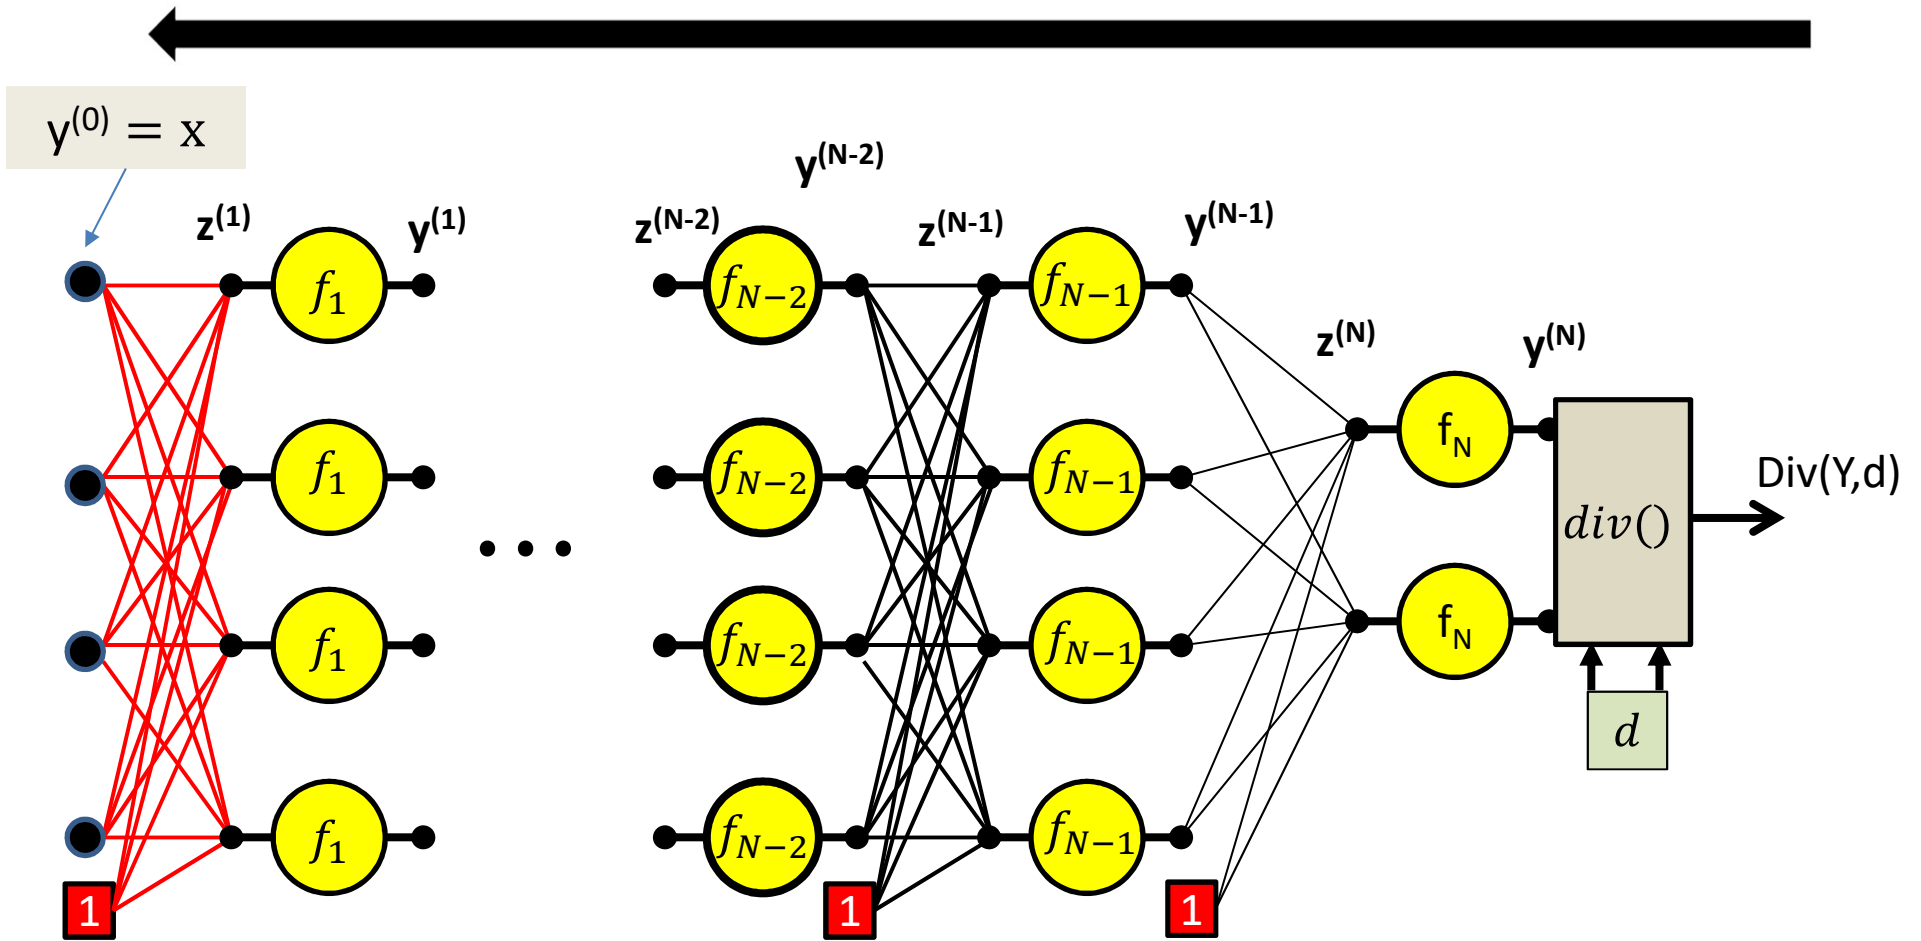 y(0) = x
z(1)
y(1)
z(N-2)
y(N-2)
z(N-1)
y(N-1)
z(N)
y(N)
f1
f1
f1
f1
...
fN−2
fN−2
fN−2
fN−2
fN−1
fN−1
fN−1
fN−1
fN
fN
div()
Div(Y,d)
d
1
1
1